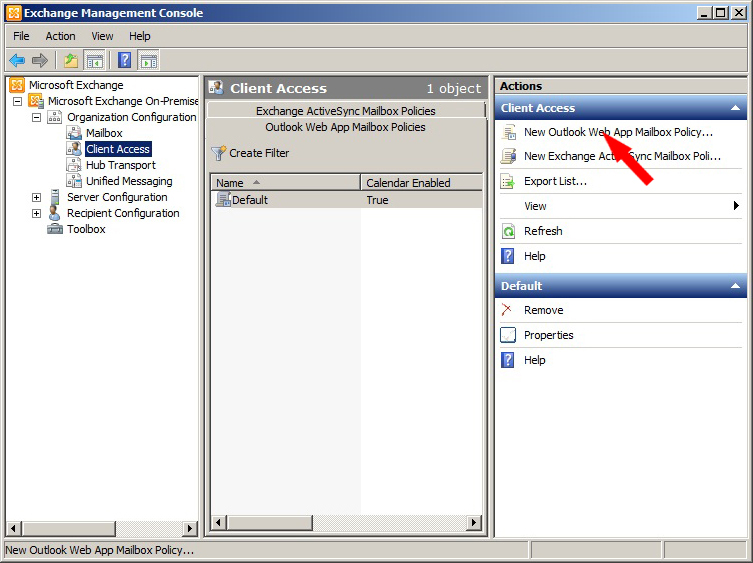 Exchange Management Console
File Action View Help
Microsoft Exchange
Microsoft Exchange On-Premise
Organization Configuration
Mailbox
Client Access
Hub Transport
Unified Messaging
Server Configuration
Recipient Configuration
Toolbox
Client Access 1 object
Exchange ActiveSync Mailbox Policies
Outlook Web App Mailbox Policies
Create Filter
Name Calendar Enabled
Default True
Actions
Client Access
New Outlook Web App Mailbox Policy...
New Exchange ActiveSync Mailbox Poli...
Export List...
View
Refresh
Help
Default
Remove
Properties
Help
New Outlook Web App Mailbox Policy...